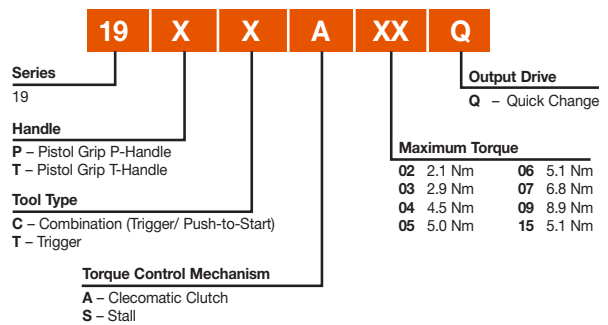 19 X X A XX Q
Series
19
Output Drive
Q – Quick Change
Handle
P – Pistol Grip P-Handle
T – Pistol Grip T-Handle
Maximum Torque
02 2.1 Nm 06 5.1 Nm
03 2.9 Nm 07 6.8 Nm
04 4.5 Nm 09 8.9 Nm
05 5.0 Nm 15 5.1 Nm
Tool Type
C – Combination (Trigger/ Push-to-Start)
T – Trigger
Torque Control Mechanism
A – Clecomatic Clutch
S – Stall